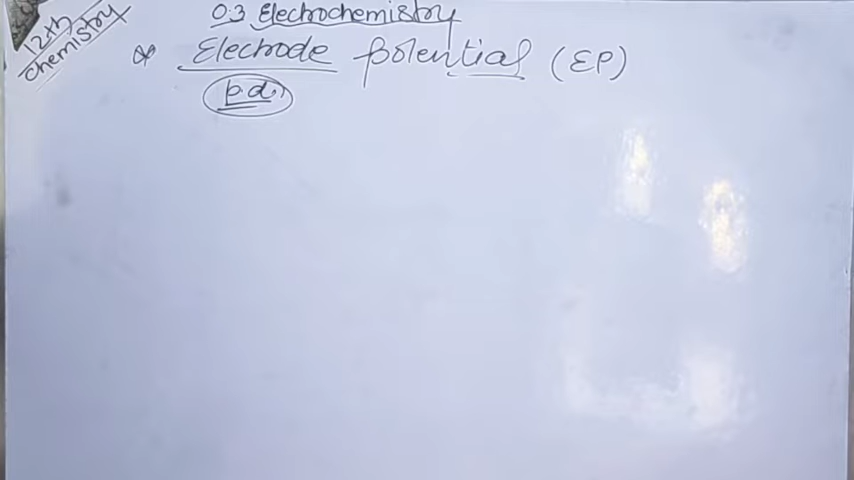 12th
chemistry
03 Electrochemistry
* Electrode potential (EP)
p.d.